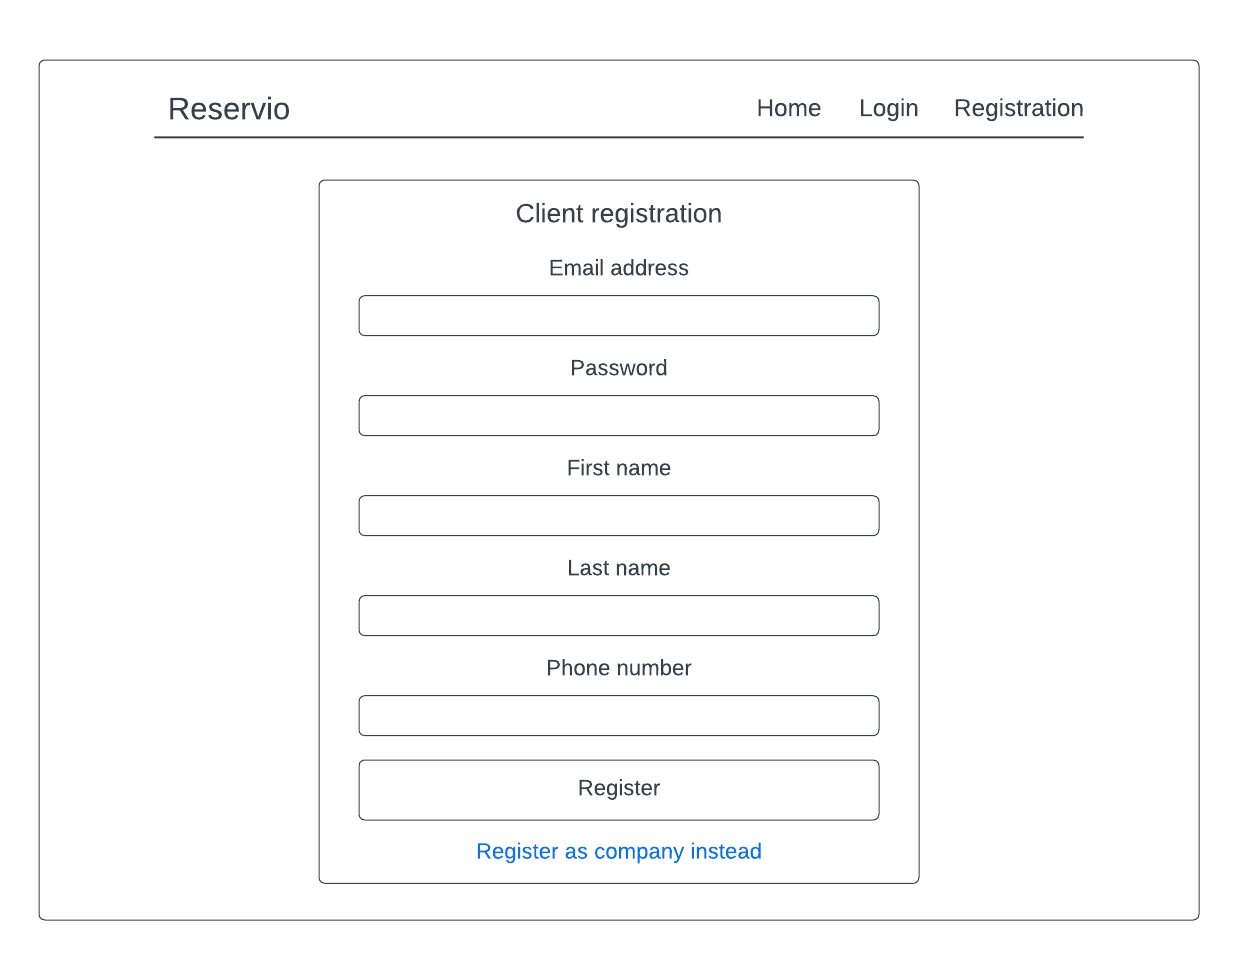 Reservio
Home Login Registration
Client registration
Email address
Password
First name
Last name
Phone number
Register
Register as company instead